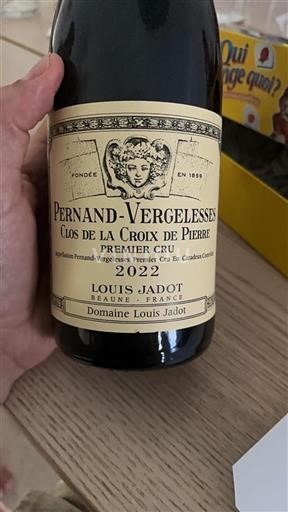 FONDÉE EN 1859
PERNAND-VERGELESSES
CLOS DE LA CROIX DE PIERRE
PREMIER CRU
Appellation Pernand-Vergelesses Premier Cru En Caradeux Contrôlée
2022
LOUIS JADOT
BEAUNE - FRANCE
Domaine Louis Jadot
Qui
mange quoi?